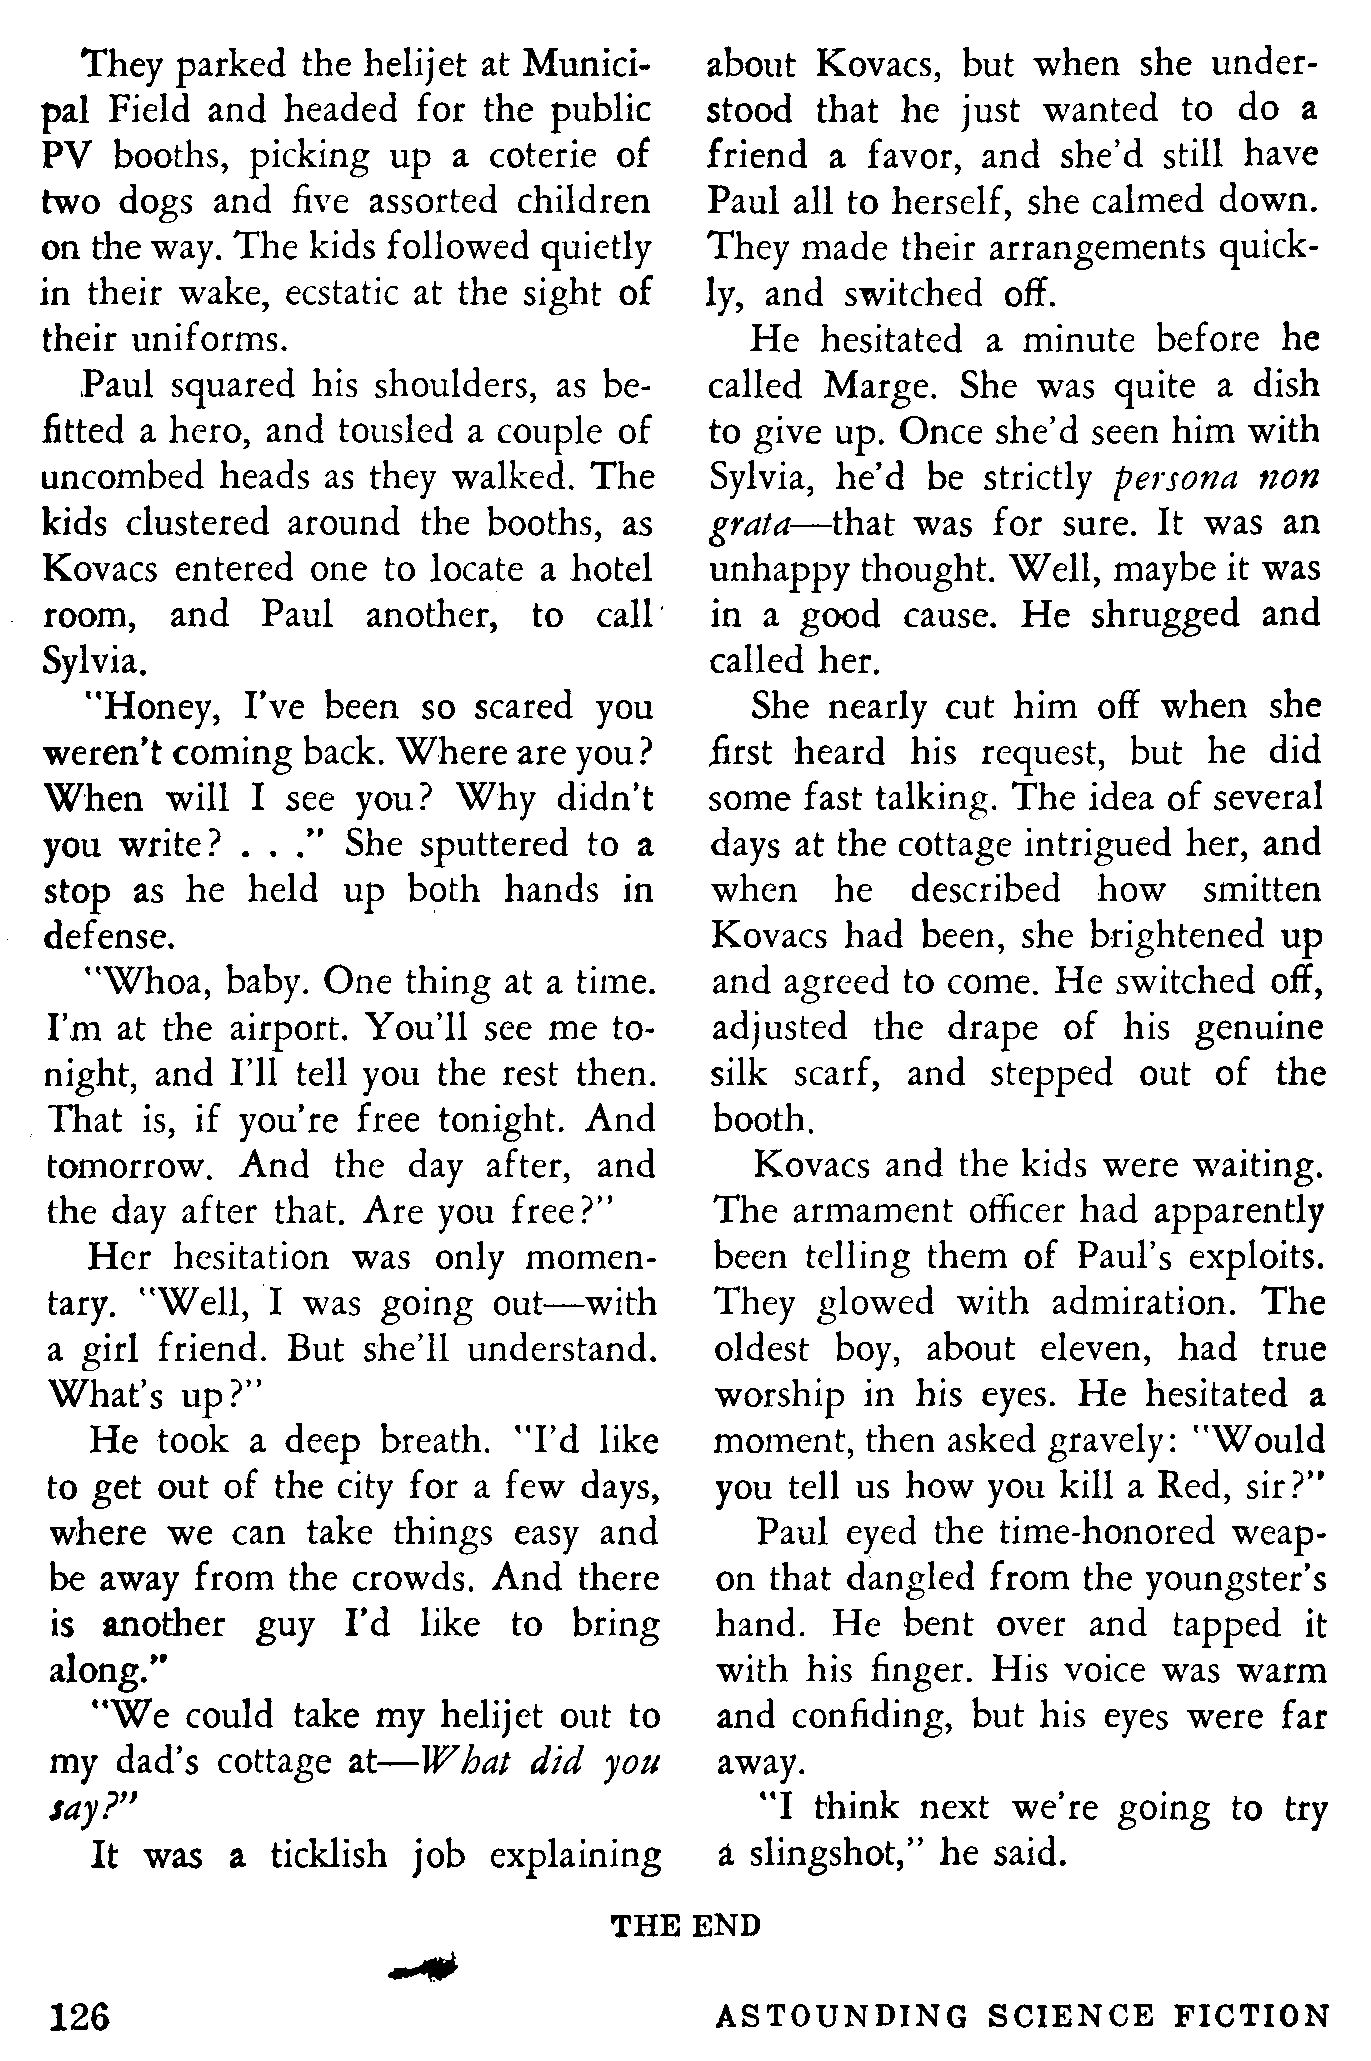 They parked the helijet at Munici-
pal Field and headed for the public
PV booths, picking up a coterie of
two dogs and five assorted children
on the way. The kids followed quietly
in their wake, ecstatic at the sight of
their uniforms.
Paul squared his shoulders, as be-
fitted a hero, and tousled a couple of
uncombed heads as they walked. The
kids clustered around the booths, as
Kovacs entered one to locate a hotel
room, and Paul another, to call
Sylvia.
"Honey, I've been so scared you
weren't coming back. Where are you?
When will I see you? Why didn't
you write? . . ." She sputtered to a
stop as he held up both hands in
defense.
"Whoa, baby. One thing at a time.
I'm at the airport. You'll see me to-
night, and I'll tell you the rest then.
That is, if you're free tonight. And
tomorrow. And the day after, and
the day after that. Are you free?"
Her hesitation was only momen-
tary. "Well, I was going out—with
a girl friend. But she'll understand.
What's up?"
He took a deep breath. "I'd like
to get out of the city for a few days,
where we can take things easy and
be away from the crowds. And there
is another guy I'd like to bring
along."
"We could take my helijet out to
my dad's cottage at—What did you
say?"
It was a ticklish job explaining
about Kovacs, but when she under-
stood that he just wanted to do a
friend a favor, and she'd still have
Paul all to herself, she calmed down.
They made their arrangements quick-
ly, and switched off.
He hesitated a minute before he
called Marge. She was quite a dish
to give up. Once she'd seen him with
Sylvia, he'd be strictly persona non
grata—that was for sure. It was an
unhappy thought. Well, maybe it was
in a good cause. He shrugged and
called her.
She nearly cut him off when she
first heard his request, but he did
some fast talking. The idea of several
days at the cottage intrigued her, and
when he described how smitten
Kovacs had been, she brightened up
and agreed to come. He switched off,
adjusted the drape of his genuine
silk scarf, and stepped out of the
booth.
Kovacs and the kids were waiting.
The armament officer had apparently
been telling them of Paul's exploits.
They glowed with admiration. The
oldest boy, about eleven, had true
worship in his eyes. He hesitated a
moment, then asked gravely: "Would
you tell us how you kill a Red, sir?"
Paul eyed the time-honored weap-
on that dangled from the youngster's
hand. He bent over and tapped it
with his finger. His voice was warm
and confiding, but his eyes were far
away.
"I think next we're going to try
a slingshot," he said.
THE END
126
ASTOUNDING SCIENCE FICTION